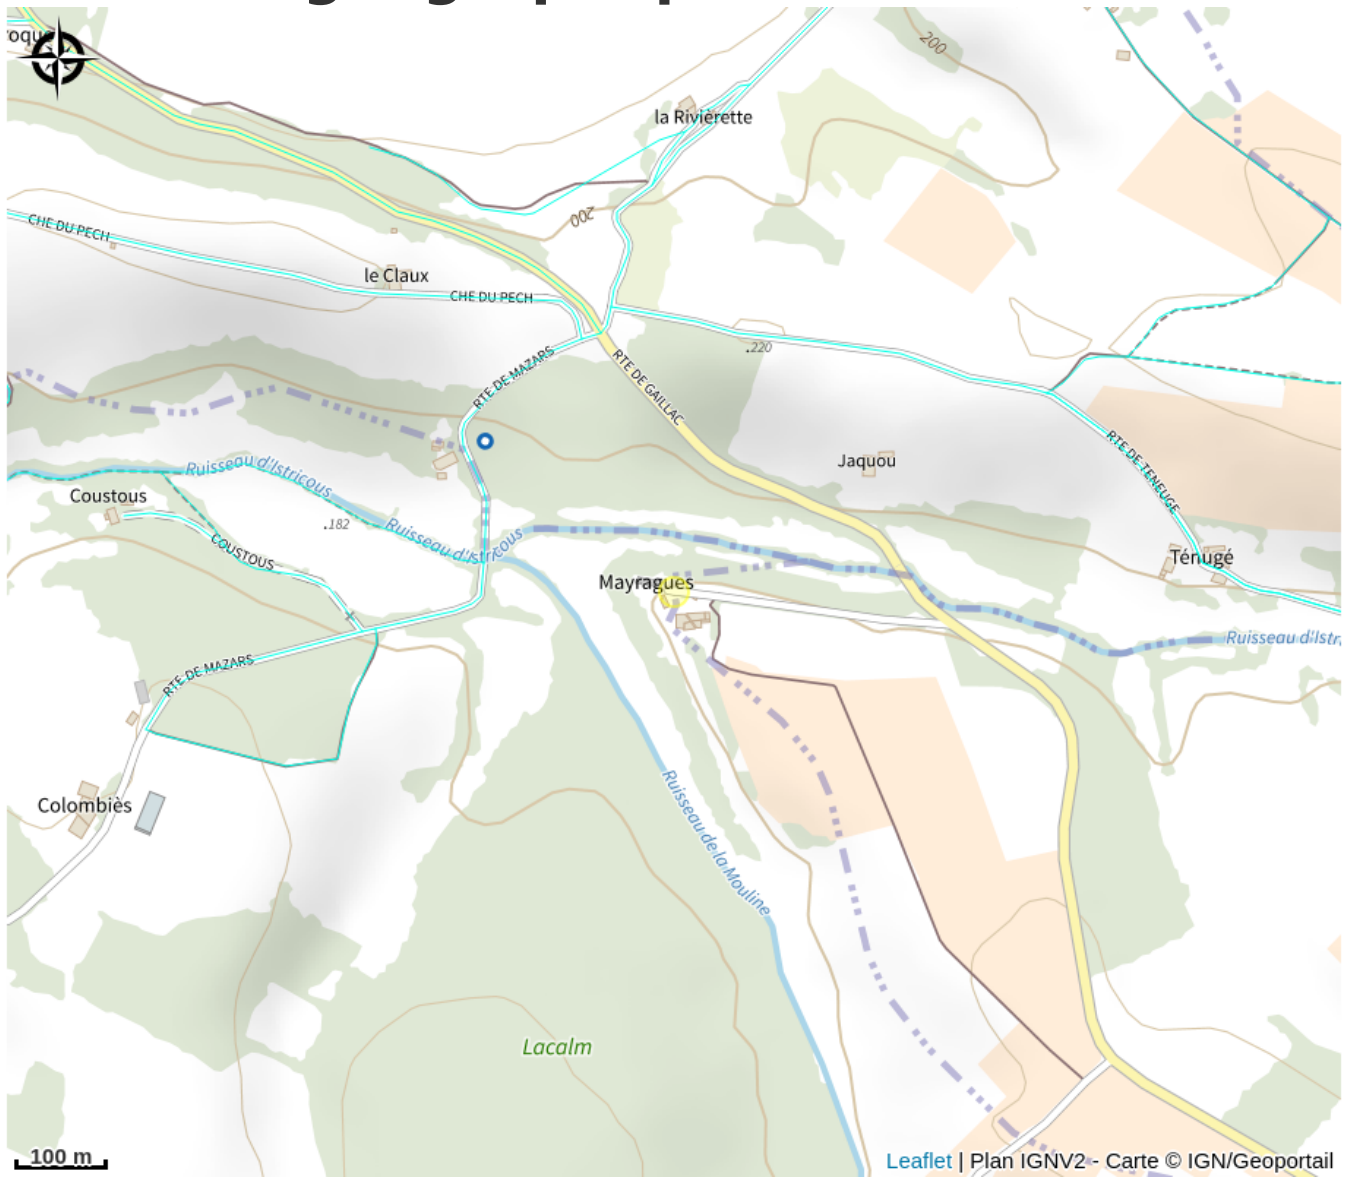 la Rivièrette
200
200
CHE DU PECH
le Claux
CHE DU PECH
RTE DE MAZARS
RTE DE GAILLAC
.220
Jaquou
RTE DE TENEUGE
Ruisseau d'Istricous
Coustous
.182
COUSTOUS
Ruisseau d'Istricous
Mayragues
Ténugé
Ruisseau d'Istr
RTE DE MAZARS
Colombiès
Ruisseau de la Mouline
Lacalm
100 m
Leaflet | Plan IGNV2 - Carte © IGN/Geoportail